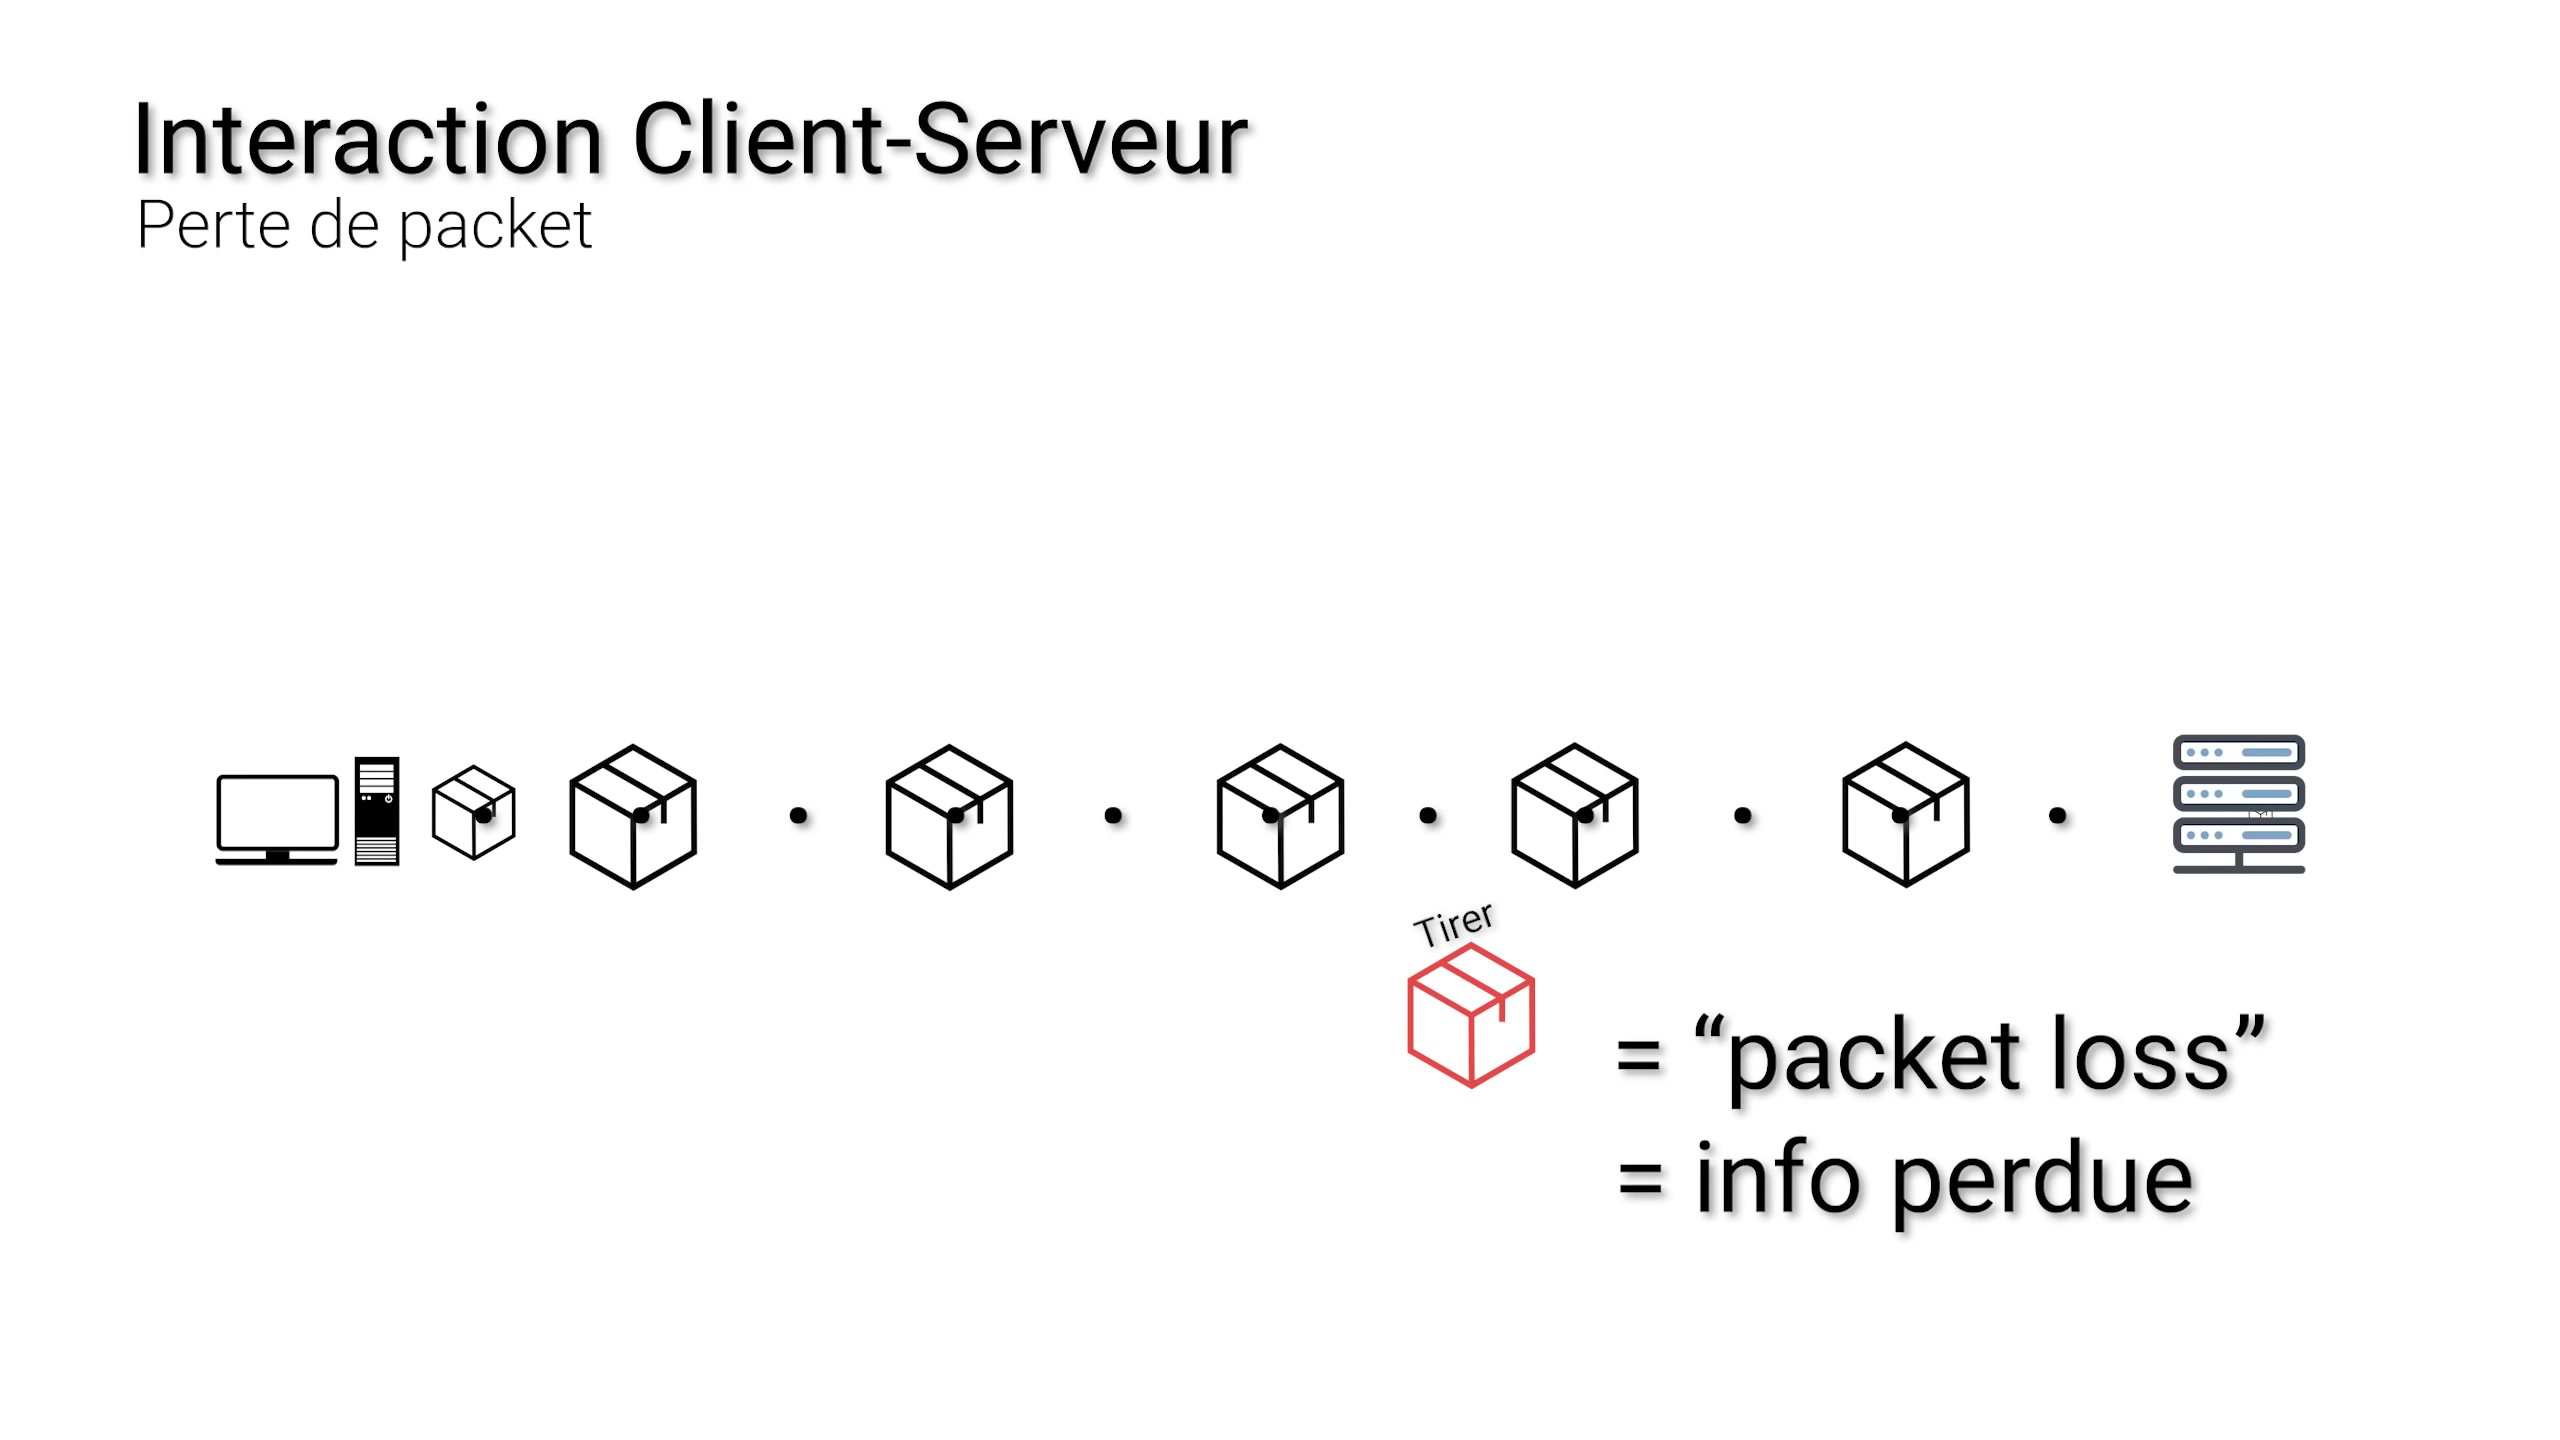 Interaction Client-Serveur
Perte de packet
Tirer
= “packet loss”
= info perdue